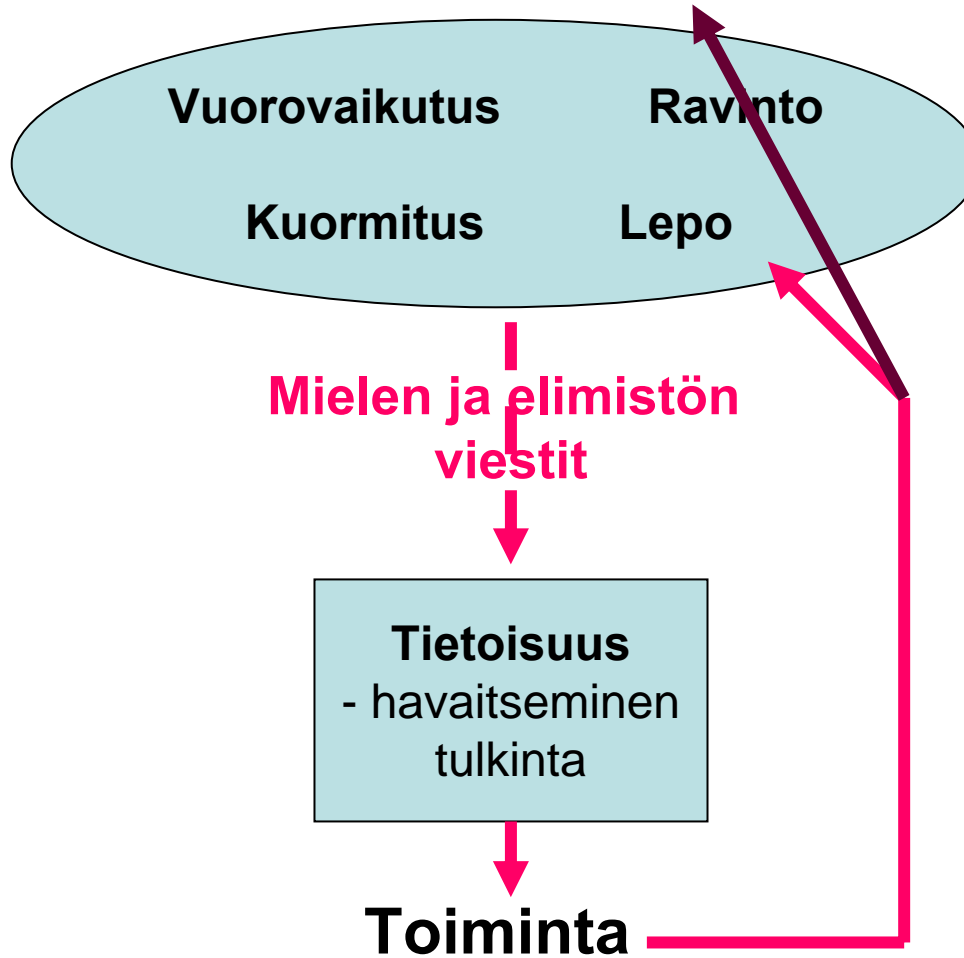 Vuorovaikutus Ravinto
Kuormitus Lepo
Mielen ja elimistön
viestit
Tietoisuus
- havaitseminen
tulkinta
Toiminta